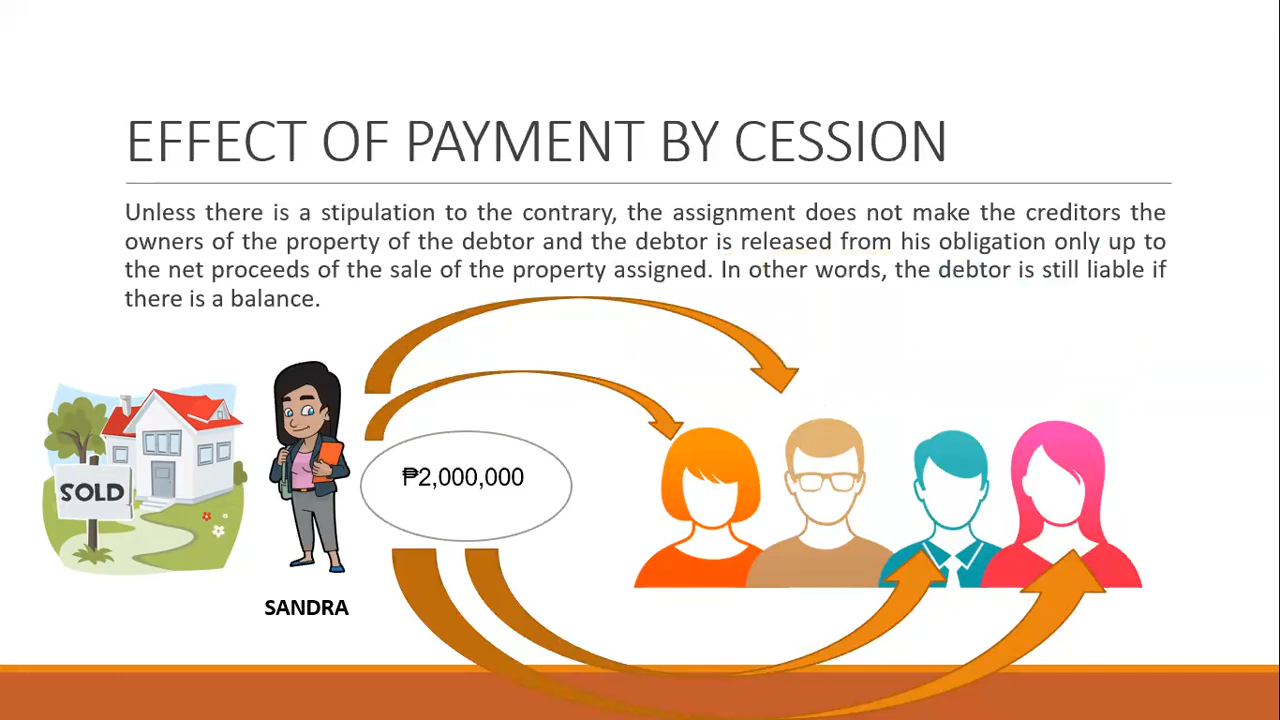 EFFECT OF PAYMENT BY CESSION
Unless there is a stipulation to the contrary, the assignment does not make the creditors the
owners of the property of the debtor and the debtor is released from his obligation only up to
the net proceeds of the sale of the property assigned. In other words, the debtor is still liable if
there is a balance.
₱2,000,000
SOLD
SANDRA